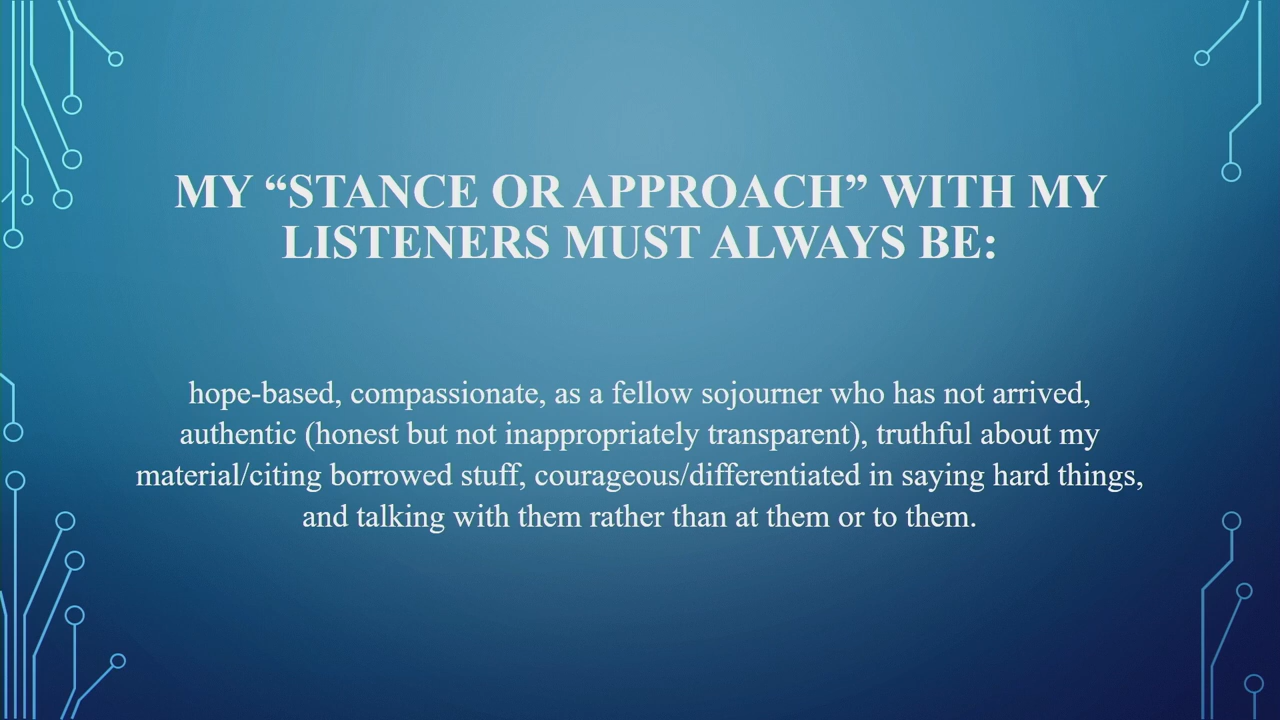 MY “STANCE OR APPROACH” WITH MY
LISTENERS MUST ALWAYS BE:
hope-based, compassionate, as a fellow sojourner who has not arrived,
authentic (honest but not inappropriately transparent), truthful about my
material/citing borrowed stuff, courageous/differentiated in saying hard things,
and talking with them rather than at them or to them.